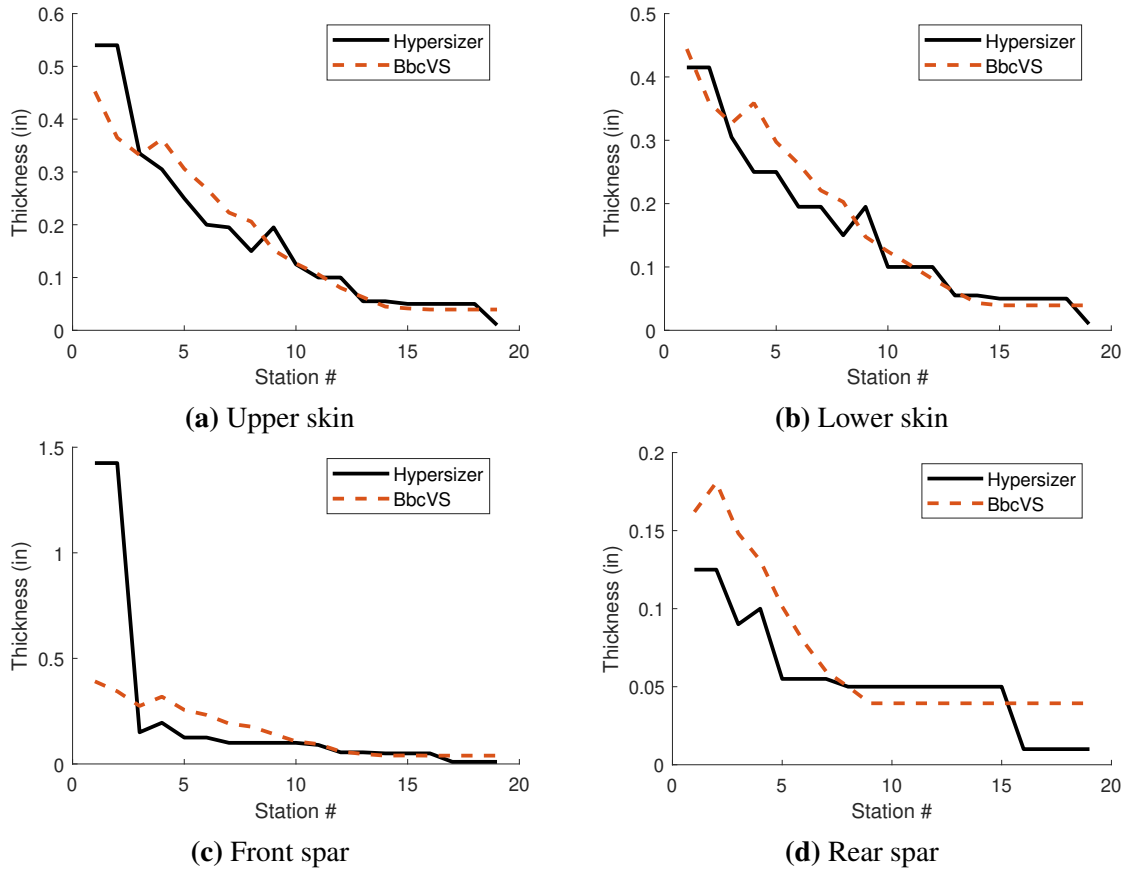 0.6
0.5
0.4
0.3
0.2
0.1
0
Thickness (in)
0
5
10
15
20
Station #
Hypersizer
BbcVS
(a) Upper skin
0.5
0.4
0.3
0.2
0.1
0
Thickness (in)
0
5
10
15
20
Station #
Hypersizer
BbcVS
(b) Lower skin
1.5
1
0.5
0
Thickness (in)
0
5
10
15
20
Station #
Hypersizer
BbcVS
(c) Front spar
0.2
0.15
0.1
0.05
0
Thickness (in)
0
5
10
15
20
Station #
Hypersizer
BbcVS
(d) Rear spar